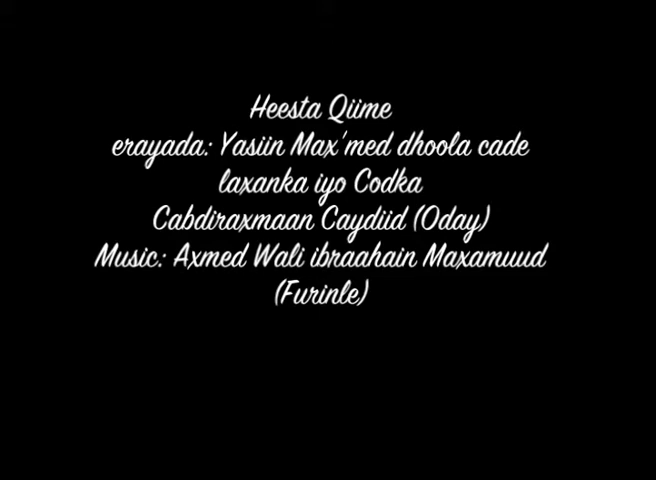 Heesta Qiime
erayada: Yasiin Max'med dhoola cade
laxanka iyo Codka
Cabdiraxmaan Caydiid (Oday)
Music: Axmed Wali ibraahain Maxamuud
(Furinle)